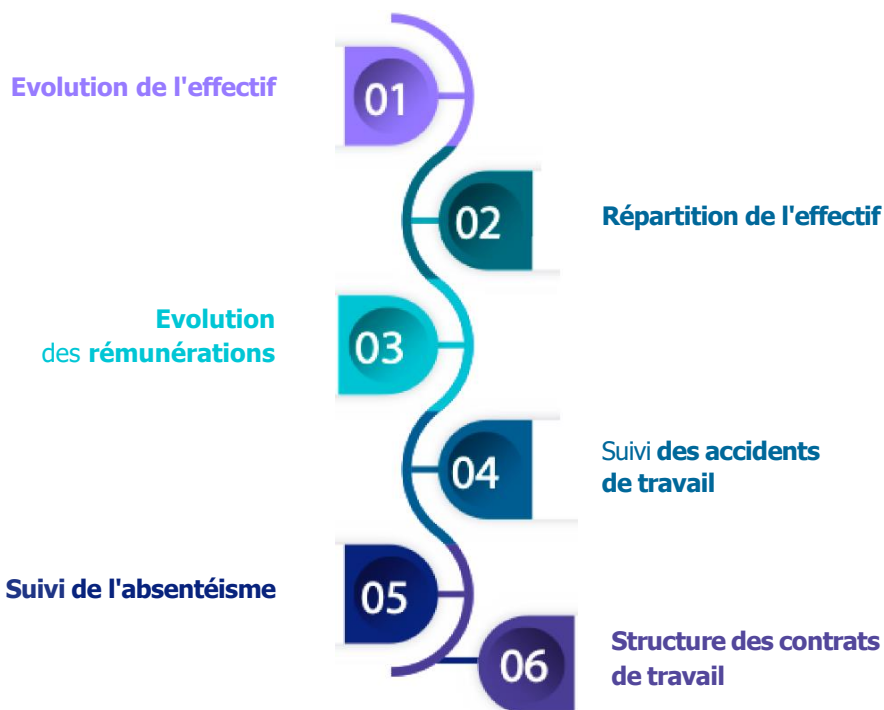 Evolution de l'effectif
01
02
Répartition de l'effectif
Evolution
des rémunérations
03
04
Suivi des accidents
de travail
Suivi de l'absentéisme
05
06
Structure des contrats
de travail